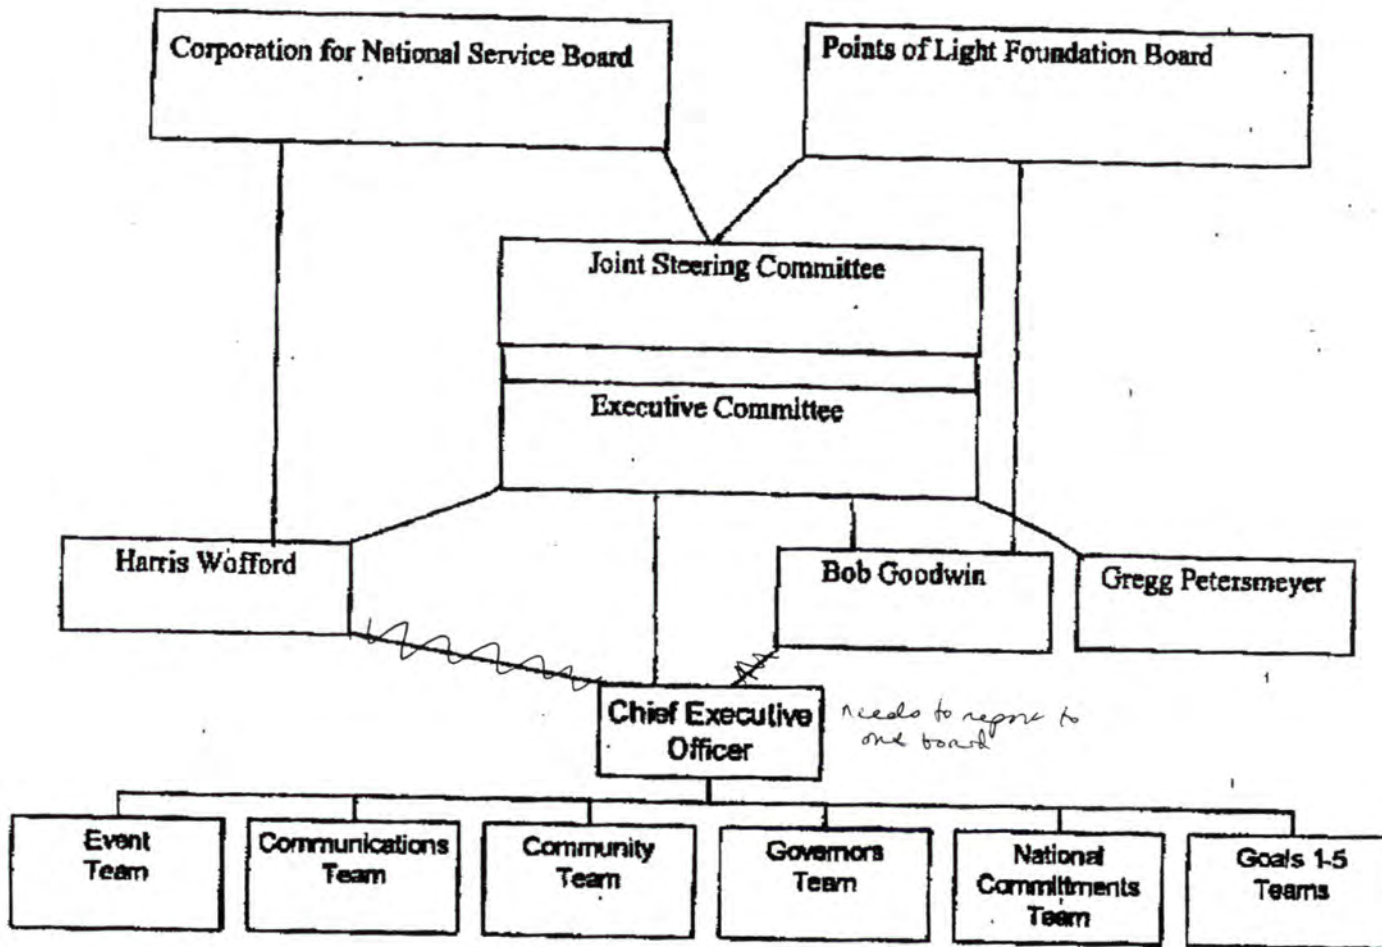 Corporation for National Service Board
Points of Light Foundation Board
Joint Steering Committee
Executive Committee
Harris Wofford
Bob Goodwin
Gregg Petersmeyer
Chief Executive
Officer
needs to report to
one board
Event
Team
Communications
Team
Community
Team
Governors
Team
National
Committments
Team
Goals 1-5
Teams